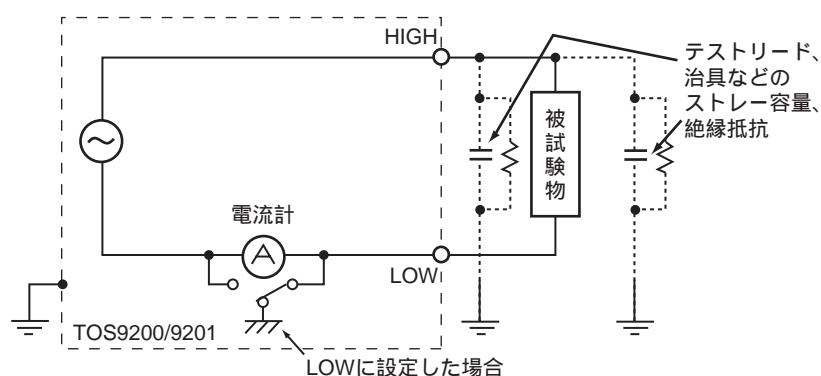 HIGH
テストリード、
治具などの
ストレー容量、
絶縁抵抗
被試験物
電流計
A
LOW
TOS9200/9201
LOWに設定した場合